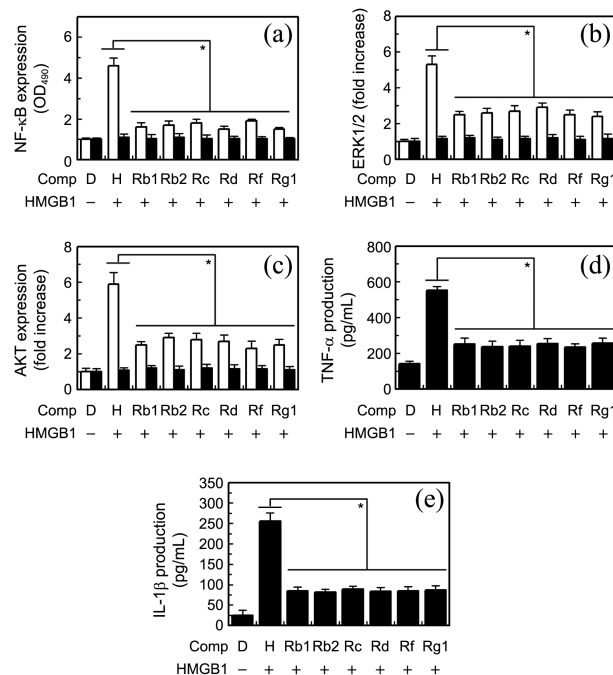 (a)
NF-κB expression
(OD490)
6
4
2
0
Comp D H Rb1 Rb2 Rc Rd Rf Rg1
HMGB1 – + + + + + + +
*
(b)
ERK1/2 (fold increase)
8
6
4
2
0
Comp D H Rb1 Rb2 Rc Rd Rf Rg1
HMGB1 – + + + + + + +
*
(c)
AKT expression
(fold increase)
8
6
4
2
0
Comp D H Rb1 Rb2 Rc Rd Rf Rg1
HMGB1 – + + + + + + +
*
(d)
TNF-α production
(pg/mL)
800
600
400
200
0
Comp D H Rb1 Rb2 Rc Rd Rf Rg1
HMGB1 – + + + + + + +
*
(e)
IL-1β production
(pg/mL)
350
300
250
200
150
100
50
0
Comp D H Rb1 Rb2 Rc Rd Rf Rg1
HMGB1 – + + + + + + +
*